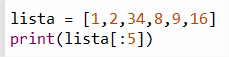 lista = [1,2,34,8,9,16]
print(lista[:5])